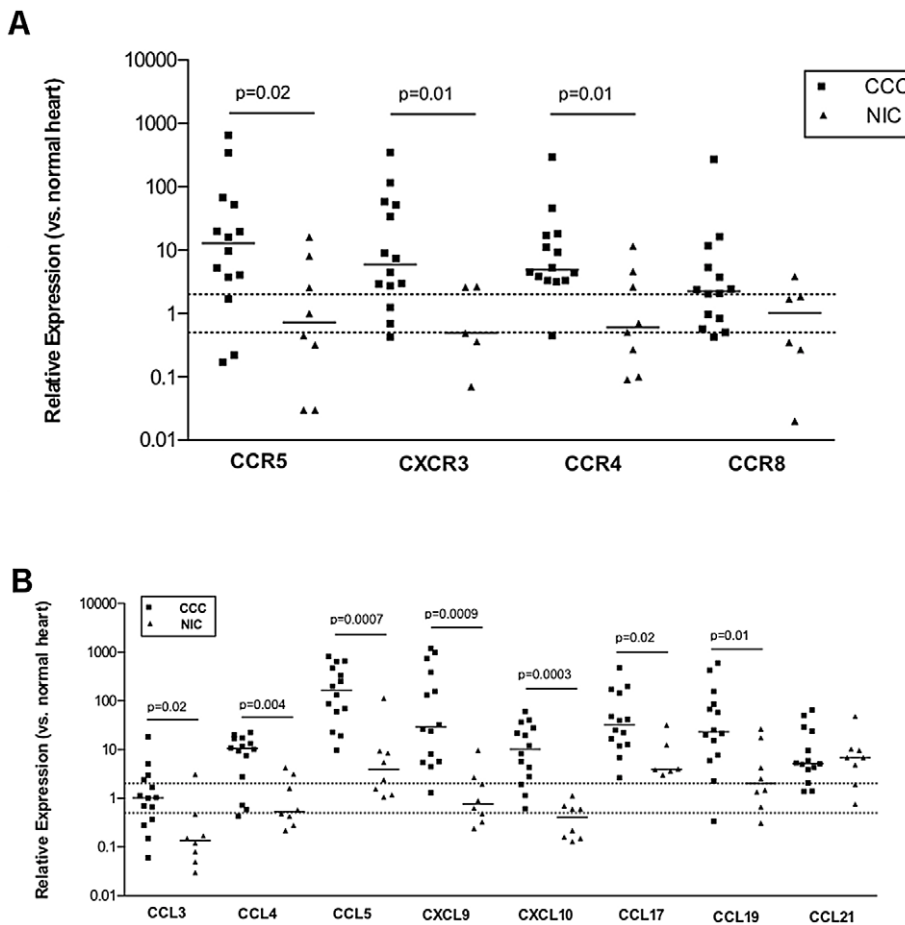 A
Relative Expression (vs. normal heart)
10000
1000
100
10
1
0.1
0.01
p=0.02
p=0.01
p=0.01
CCC
NIC
CCR5
CXCR3
CCR4
CCR8
B
Relative Expression (vs. normal heart)
10000
1000
100
10
1
0.1
0.01
CCC
NIC
p=0.02
p=0.004
p=0.0007
p=0.0009
p=0.0003
p=0.02
p=0.01
CCL3
CCL4
CCL5
CXCL9
CXCL10
CCL17
CCL19
CCL21